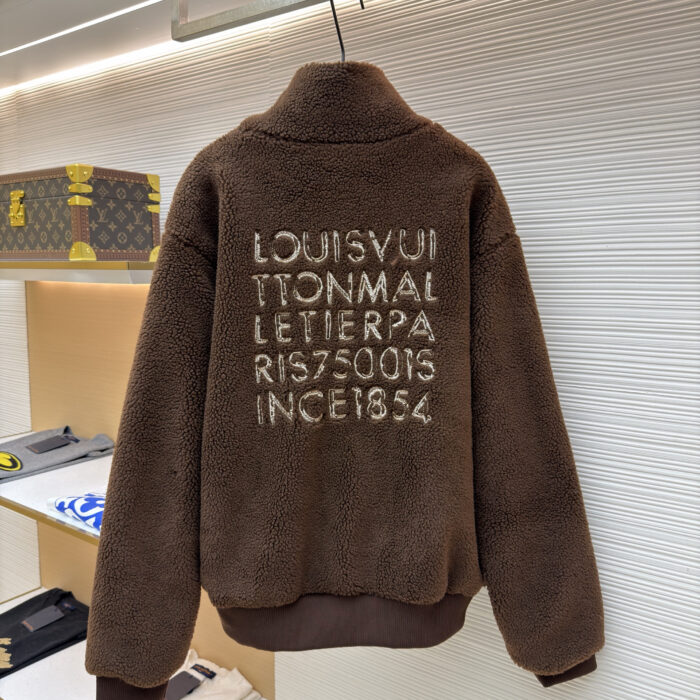 LOUISVUI
TTONMAL
LETIERPA
RIS75001S
INCE1854